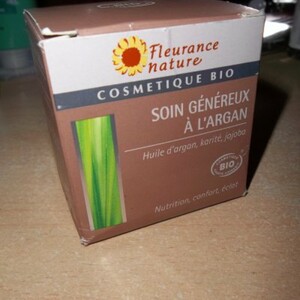 Fleurance
nature
COSMETIQUE BIO
SOIN GÉNÉREUX
À L'ARGAN
Huile d'argan, karité, jojoba
BIO
Nutrition, confort, éclat